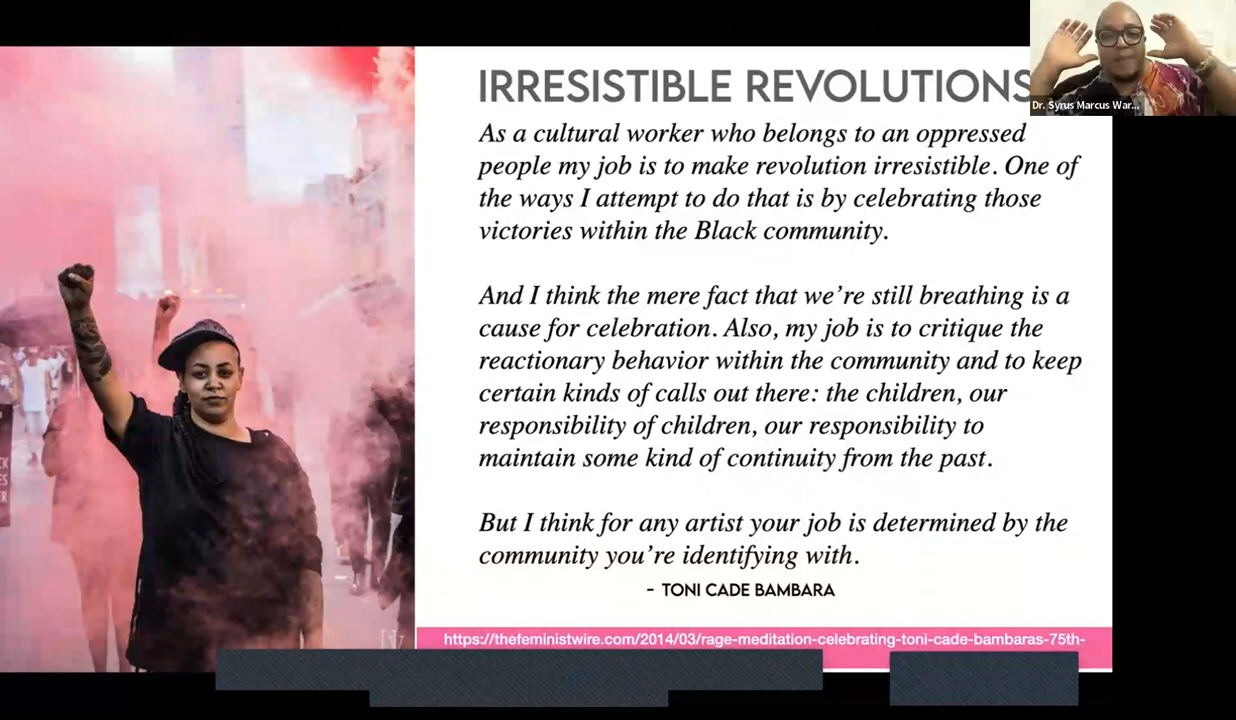 IRRESISTIBLE REVOLUTIONS
Dr. Syrus Marcus War...
As a cultural worker who belongs to an oppressed
people my job is to make revolution irresistible. One of
the ways I attempt to do that is by celebrating those
victories within the Black community.
And I think the mere fact that we’re still breathing is a
cause for celebration. Also, my job is to critique the
reactionary behavior within the community and to keep
certain kinds of calls out there: the children, our
responsibility of children, our responsibility to
maintain some kind of continuity from the past.
But I think for any artist your job is determined by the
community you’re identifying with.
- TONI CADE BAMBARA
https://thefeministwire.com/2014/03/rage-meditation-celebrating-toni-cade-bambaras-75th-